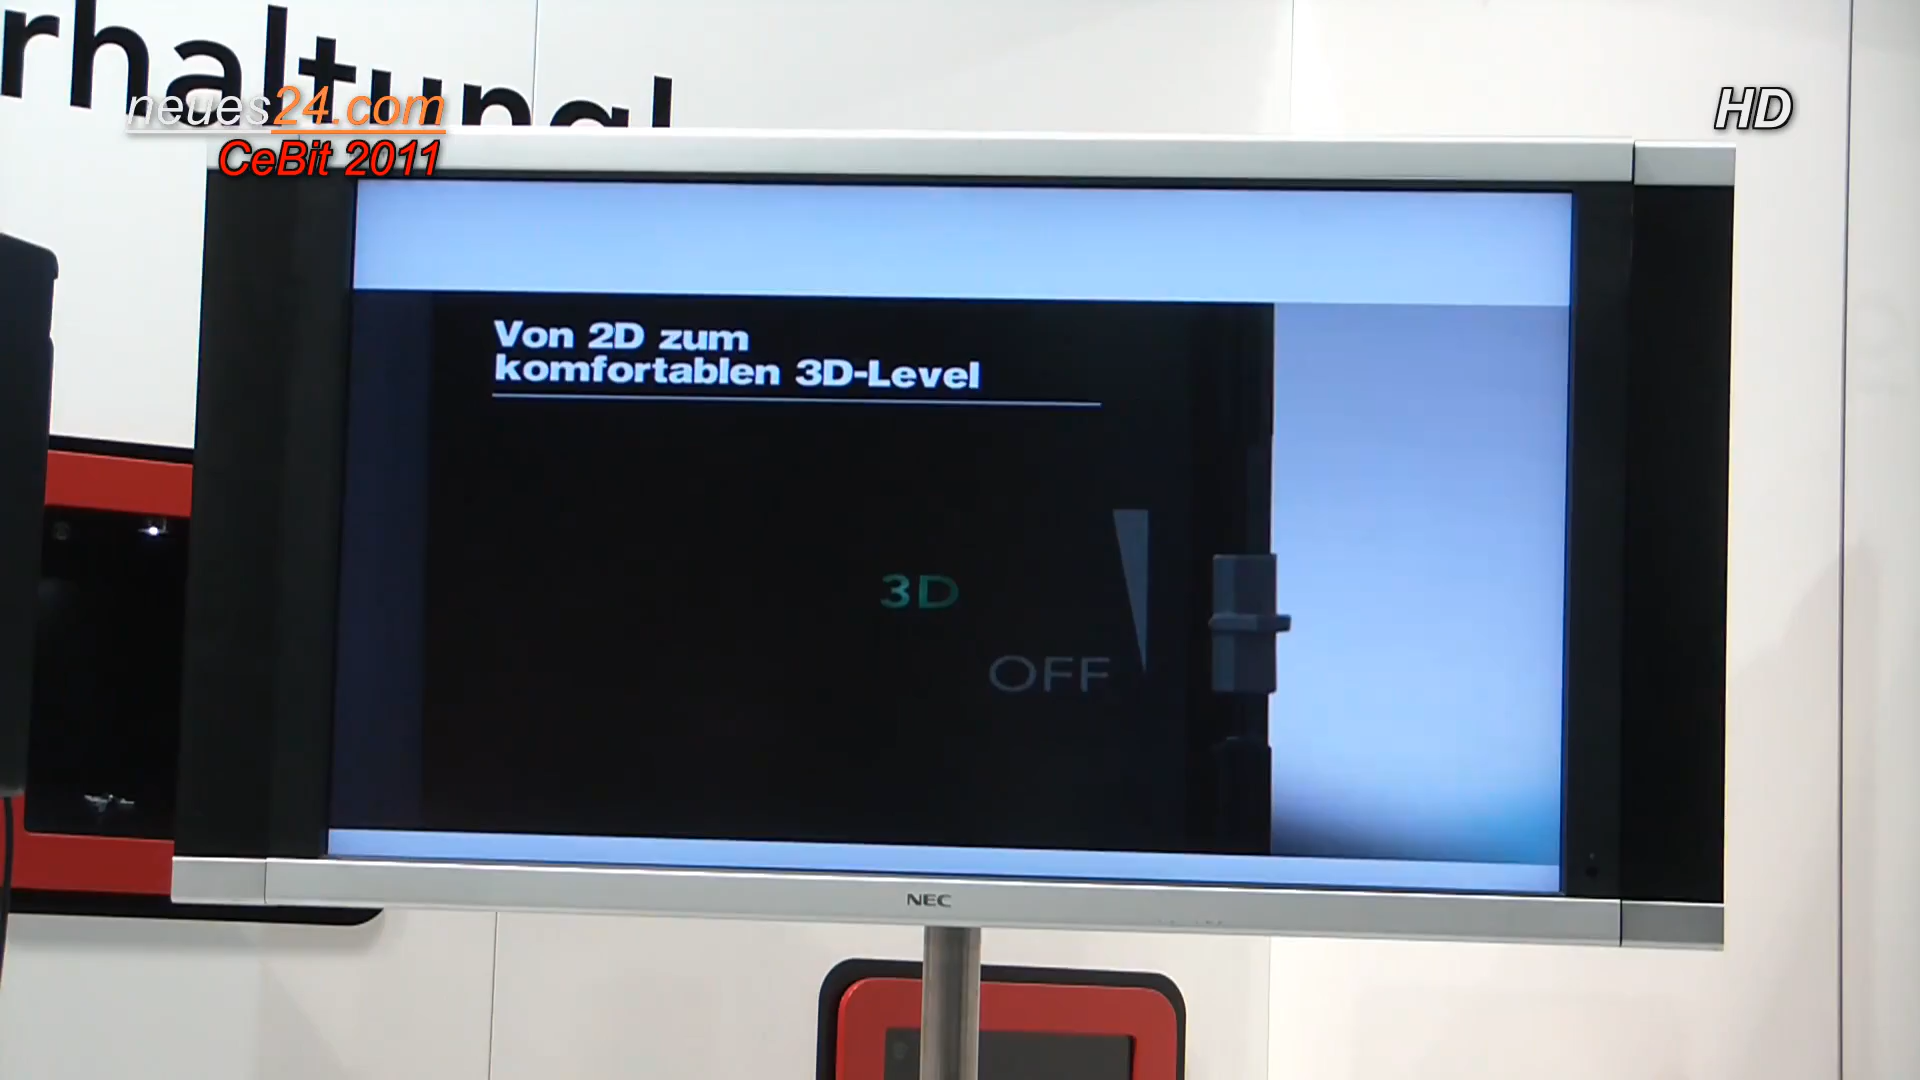 rhaltung!
neues24.com
CeBit 2011
HD
Von 2D zum
komfortablen 3D-Level
3D
OFF
NEC